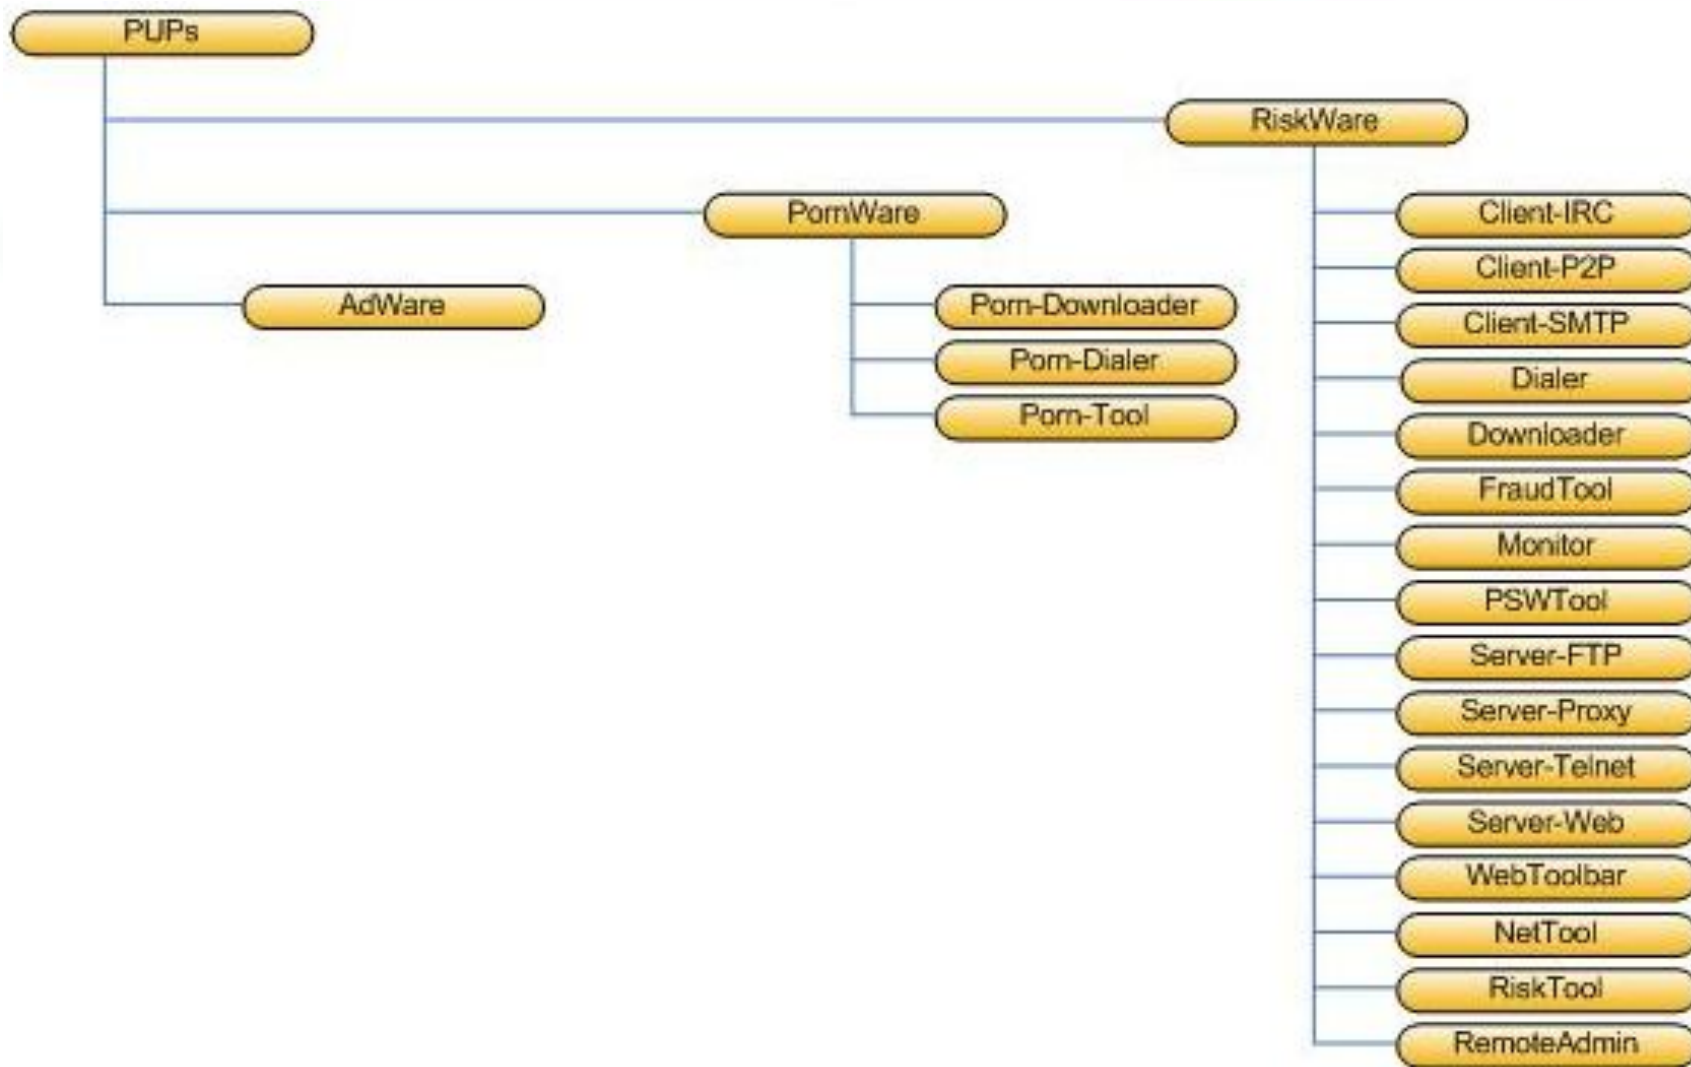 PUPs
RiskWare
PornWare
AdWare
Porn-Downloader
Porn-Dialer
Porn-Tool
Client-IRC
Client-P2P
Client-SMTP
Dialer
Downloader
FraudTool
Monitor
PSWTool
Server-FTP
Server-Proxy
Server-Telnet
Server-Web
WebToolbar
NetTool
RiskTool
RemoteAdmin